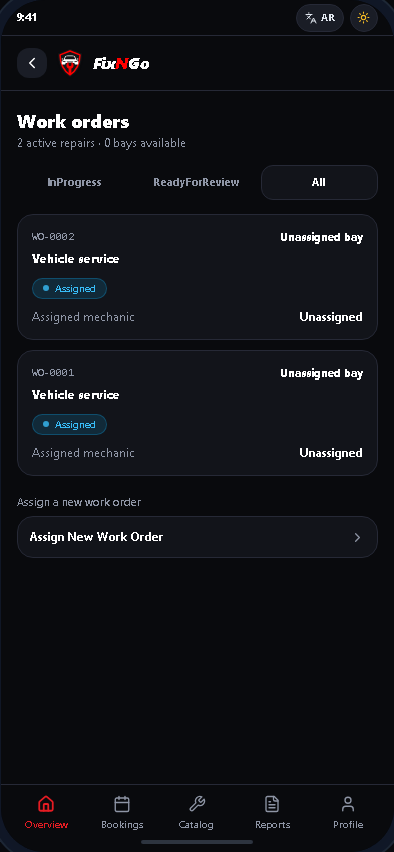 9:41
AR
FixNGo
Work orders
2 active repairs · 0 bays available
InProgress
ReadyForReview
All
WO-0002
Unassigned bay
Vehicle service
Assigned
Assigned mechanic
Unassigned
WO-0001
Unassigned bay
Vehicle service
Assigned
Assigned mechanic
Unassigned
Assign a new work order
Assign New Work Order
Overview
Bookings
Catalog
Reports
Profile